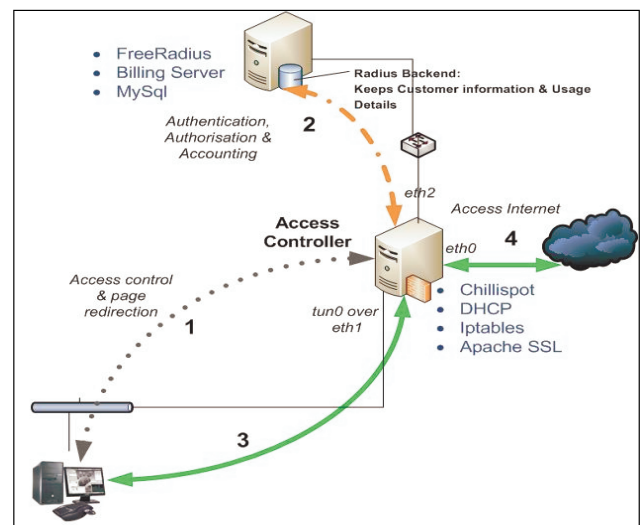 • FreeRadius
• Billing Server
• MySql
Radius Backend:
Keeps Customer information & Usage
Details
Authentication,
Authorisation &
Accounting
2
eth2
Access Internet
Access
Controller
eth0
4
Access control
& page
redirection
1
tun0 over
eth1
• Chillispot
• DHCP
• Iptables
• Apache SSL
3